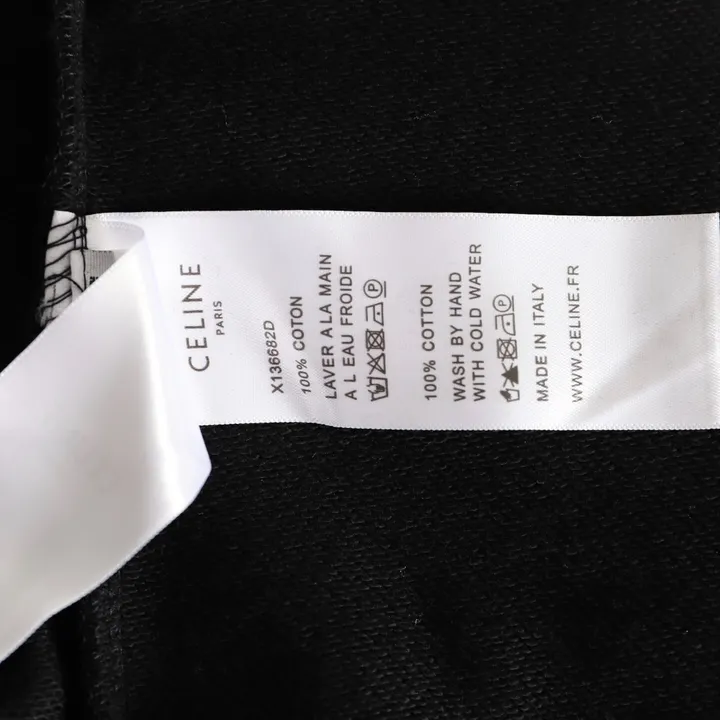 CELINE
PARIS
X136682D
100% COTON
LAVER A LA MAIN
A L EAU FROIDE
100% COTTON
WASH BY HAND
WITH COLD WATER
MADE IN ITALY
WWW.CELINE.FR